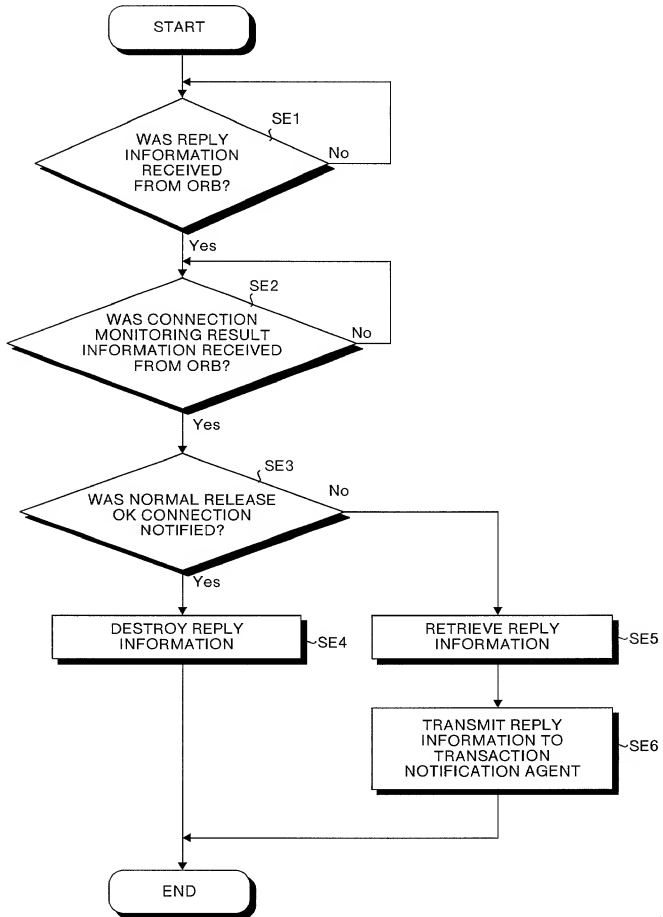 START
SE1
WAS REPLY
INFORMATION
RECEIVED
FROM ORB?
No
Yes
SE2
WAS CONNECTION
MONITORING RESULT
INFORMATION RECEIVED
FROM ORB?
No
Yes
SE3
WAS NORMAL RELEASE
OK CONNECTION
NOTIFIED?
No
Yes
DESTROY REPLY
INFORMATION
SE4
RETRIEVE REPLY
INFORMATION
SE5
TRANSMIT REPLY
INFORMATION TO
TRANSACTION
NOTIFICATION AGENT
SE6
END